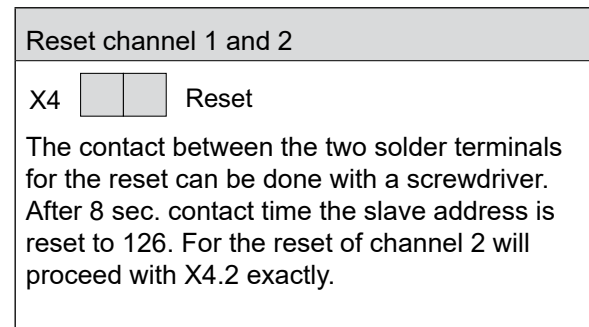 Reset channel 1 and 2
X4 Reset
The contact between the two solder terminals
for the reset can be done with a screwdriver.
After 8 sec. contact time the slave address is
reset to 126. For the reset of channel 2 will
proceed with X4.2 exactly.